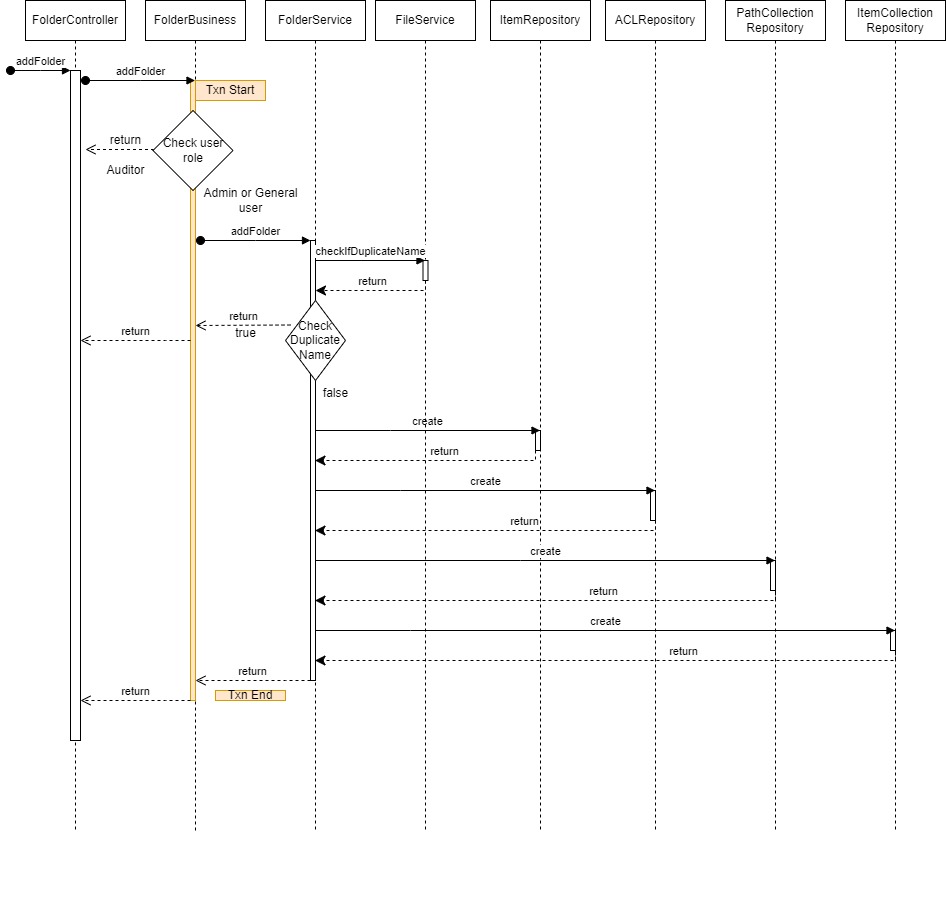 FolderController
FolderBusiness
FolderService
FileService
ItemRepository
ACLRepository
PathCollection
Repository
ItemCollection
Repository
addFolder
addFolder
Txn Start
return
Check user
role
Auditor
Admin or General
user
addFolder
checkIfDuplicateName
return
return
true
return
Check
Duplicate
Name
false
create
return
create
return
create
return
create
return
return
return
Txn End